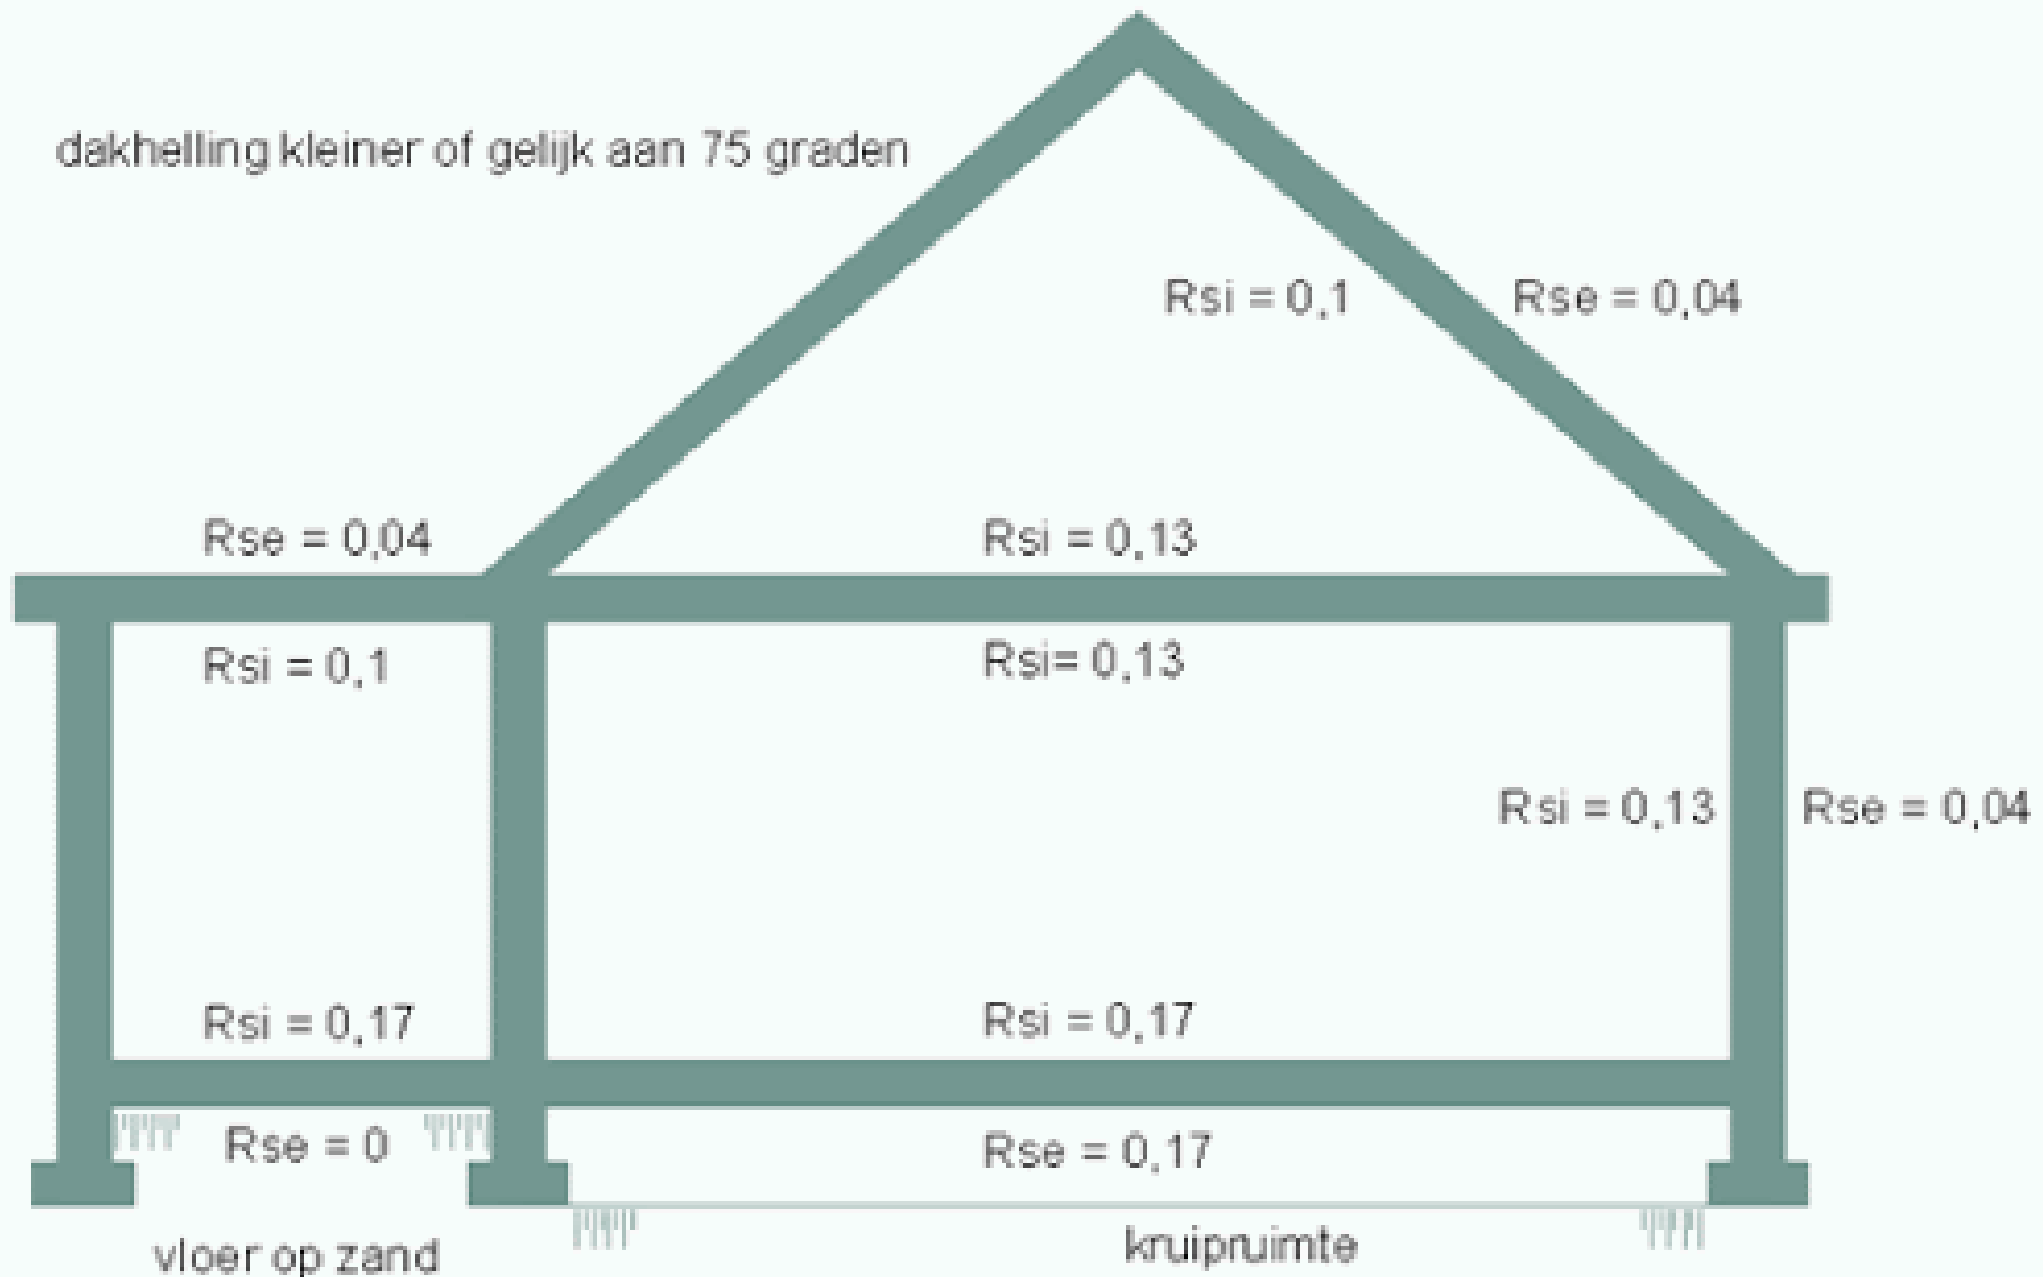 dakhelling kleiner of gelijk aan 75 graden
Rsi = 0,1
Rse = 0,04
Rse = 0,04
Rsi = 0,13
Rsi = 0,1
Rsi= 0,13
Rsi = 0,13
Rse = 0,04
Rsi = 0,17
Rsi = 0,17
Rse = 0
Rse = 0,17
vloer op zand
kruipruimte